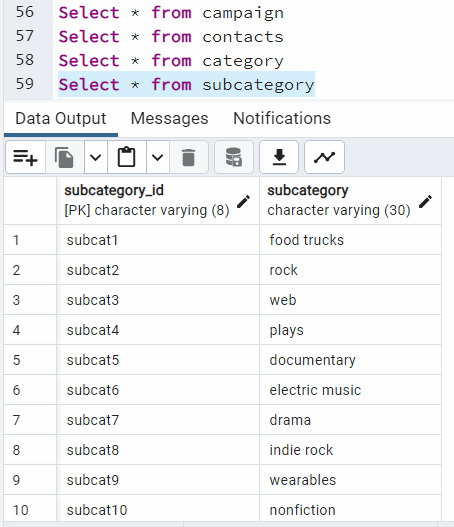 56 Select * from campaign
57 Select * from contacts
58 Select * from category
59 Select * from subcategory
Data Output Messages Notifications
subcategory_id subcategory
[PK] character varying (8) character varying (30)
1 subcat1 food trucks
2 subcat2 rock
3 subcat3 web
4 subcat4 plays
5 subcat5 documentary
6 subcat6 electric music
7 subcat7 drama
8 subcat8 indie rock
9 subcat9 wearables
10 subcat10 nonfiction